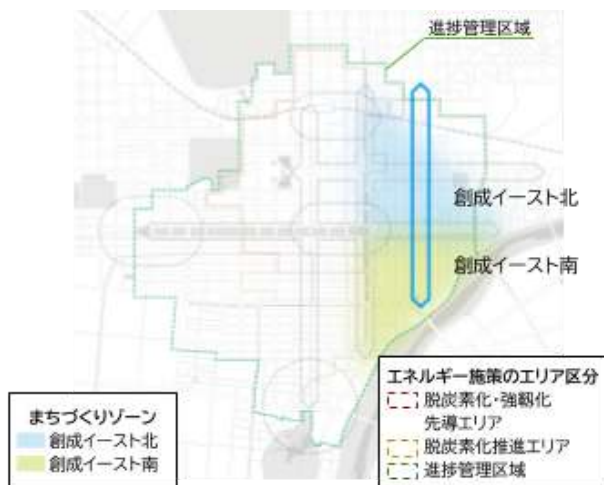 進捗管理区域
創成イースト北
創成イースト南
まちづくりゾーン
創成イースト北
創成イースト南
エネルギー施策のエリア区分
脱炭素化・強靱化
先導エリア
脱炭素化推進エリア
進捗管理区域